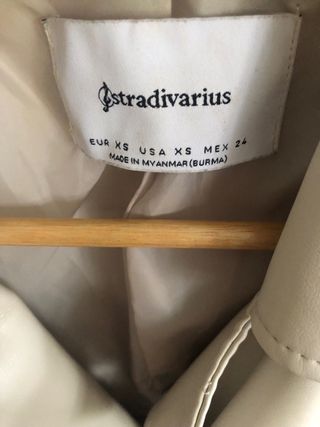 stradivarius
EUR XS USA XS MEX 24
MADE IN MYANMAR (BURMA)